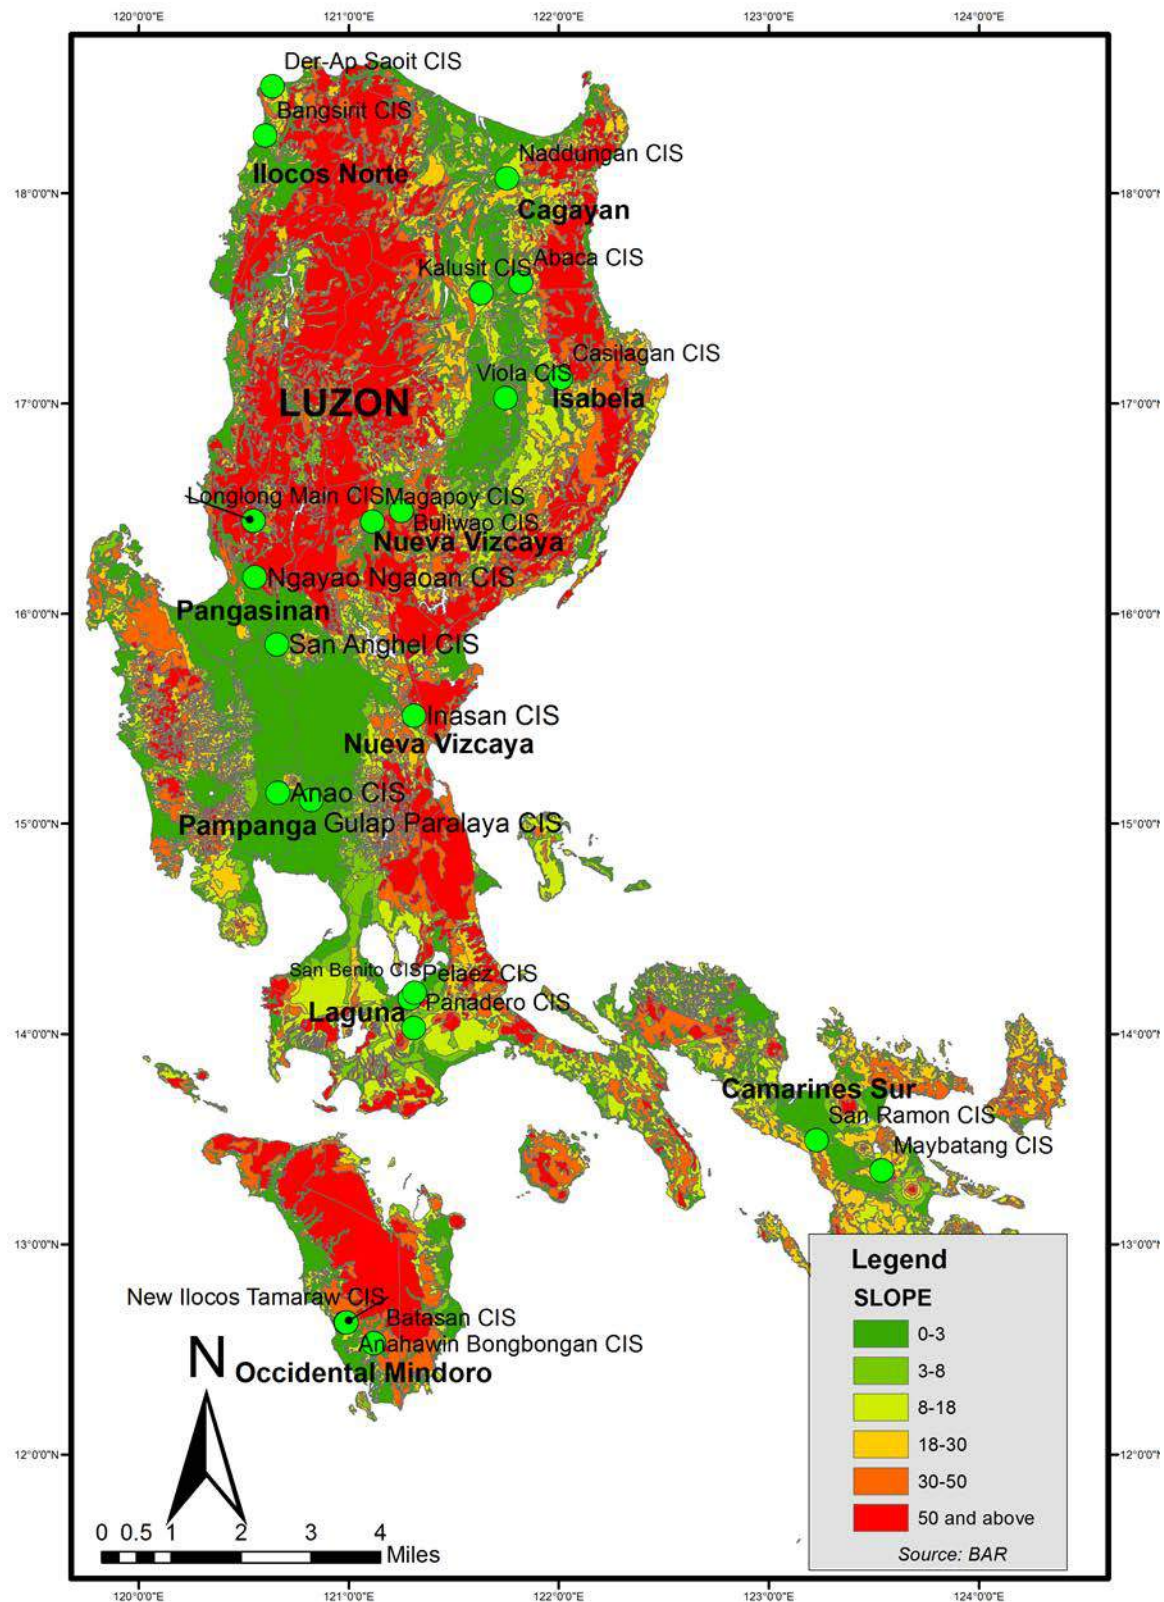 120°0'0"E 121°0'0"E 122°0'0"E 123°0'0"E 124°0'0"E
Der-Ap Saoit CIS
Bangsirit CIS
Naddungan CIS
Ilocos Norte
18°0'0"N 18°0'0"N
Cagayan
Abaca CIS
Kalusit CIS
Casilagan CIS
Viola CIS
Isabela
LUZON
17°0'0"N 17°0'0"N
Longlong Main CIS Magapoy CIS
Buliwao CIS
Nueva Vizcaya
Ngayao Ngaoan CIS
Pangasinan
16°0'0"N 16°0'0"N
San Anghel CIS
Inasan CIS
Nueva Vizcaya
Anao CIS
Pampanga Gulap Paralaya CIS
15°0'0"N 15°0'0"N
San Benito CIS Pelaez CIS
Panadero CIS
Laguna
14°0'0"N 14°0'0"N
Camarines Sur
San Ramon CIS
Maybatang CIS
13°0'0"N 13°0'0"N
New Ilocos Tamaraw CIS
Batasan CIS
Anahawin Bongbongan CIS
Occidental Mindoro
N
12°0'0"N 12°0'0"N
Legend
SLOPE
0-3
3-8
8-18
18-30
30-50
50 and above
Source: BAR
0 0.5 1 2 3 4
Miles
120°0'0"E 121°0'0"E 122°0'0"E 123°0'0"E 124°0'0"E